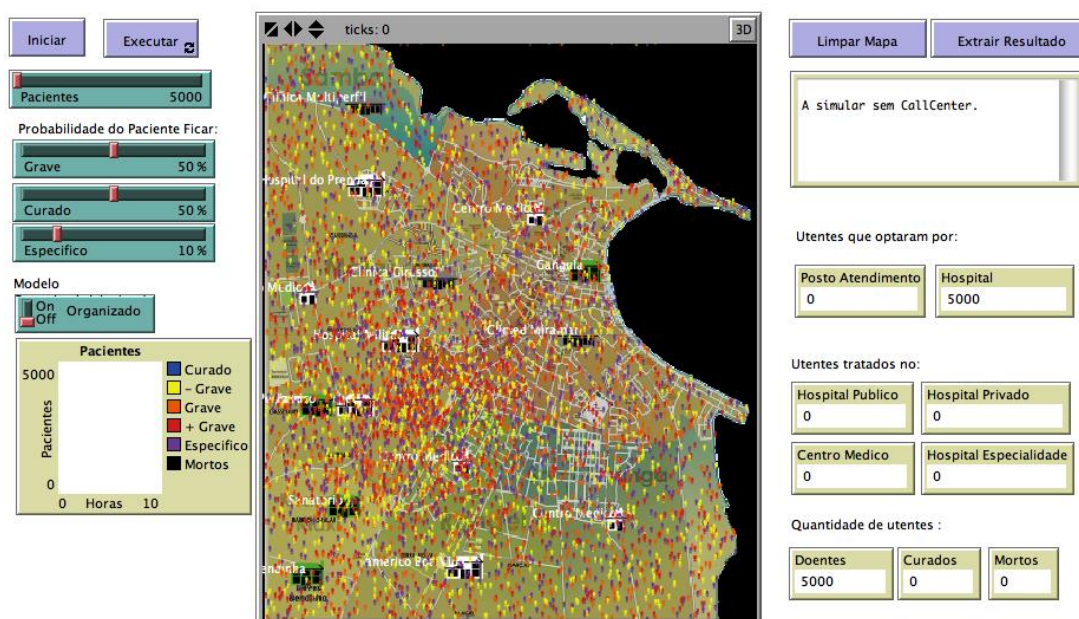 Iniciar
Executar
Pacientes 5000
Probabilidade do Paciente Ficar:
Grave 50 %
Curado 50 %
Especifico 10 %
Modelo
On
Off
Organizado
Pacientes
5000
Pacientes
0
0 Horas 10
Curado
- Grave
Grave
+ Grave
Especifico
Mortos
ticks: 0
3D
Centro Medico
Gangula
Hospital Milit
Sanatorio
Centro Medico
Limpar Mapa
Extrair Resultado
A simular sem CallCenter.
Utentes que optaram por:
Posto Atendimento
0
Hospital
5000
Utentes tratados no:
Hospital Publico
0
Hospital Privado
0
Centro Medico
0
Hospital Especialidade
0
Quantidade de utentes :
Doentes
5000
Curados
0
Mortos
0